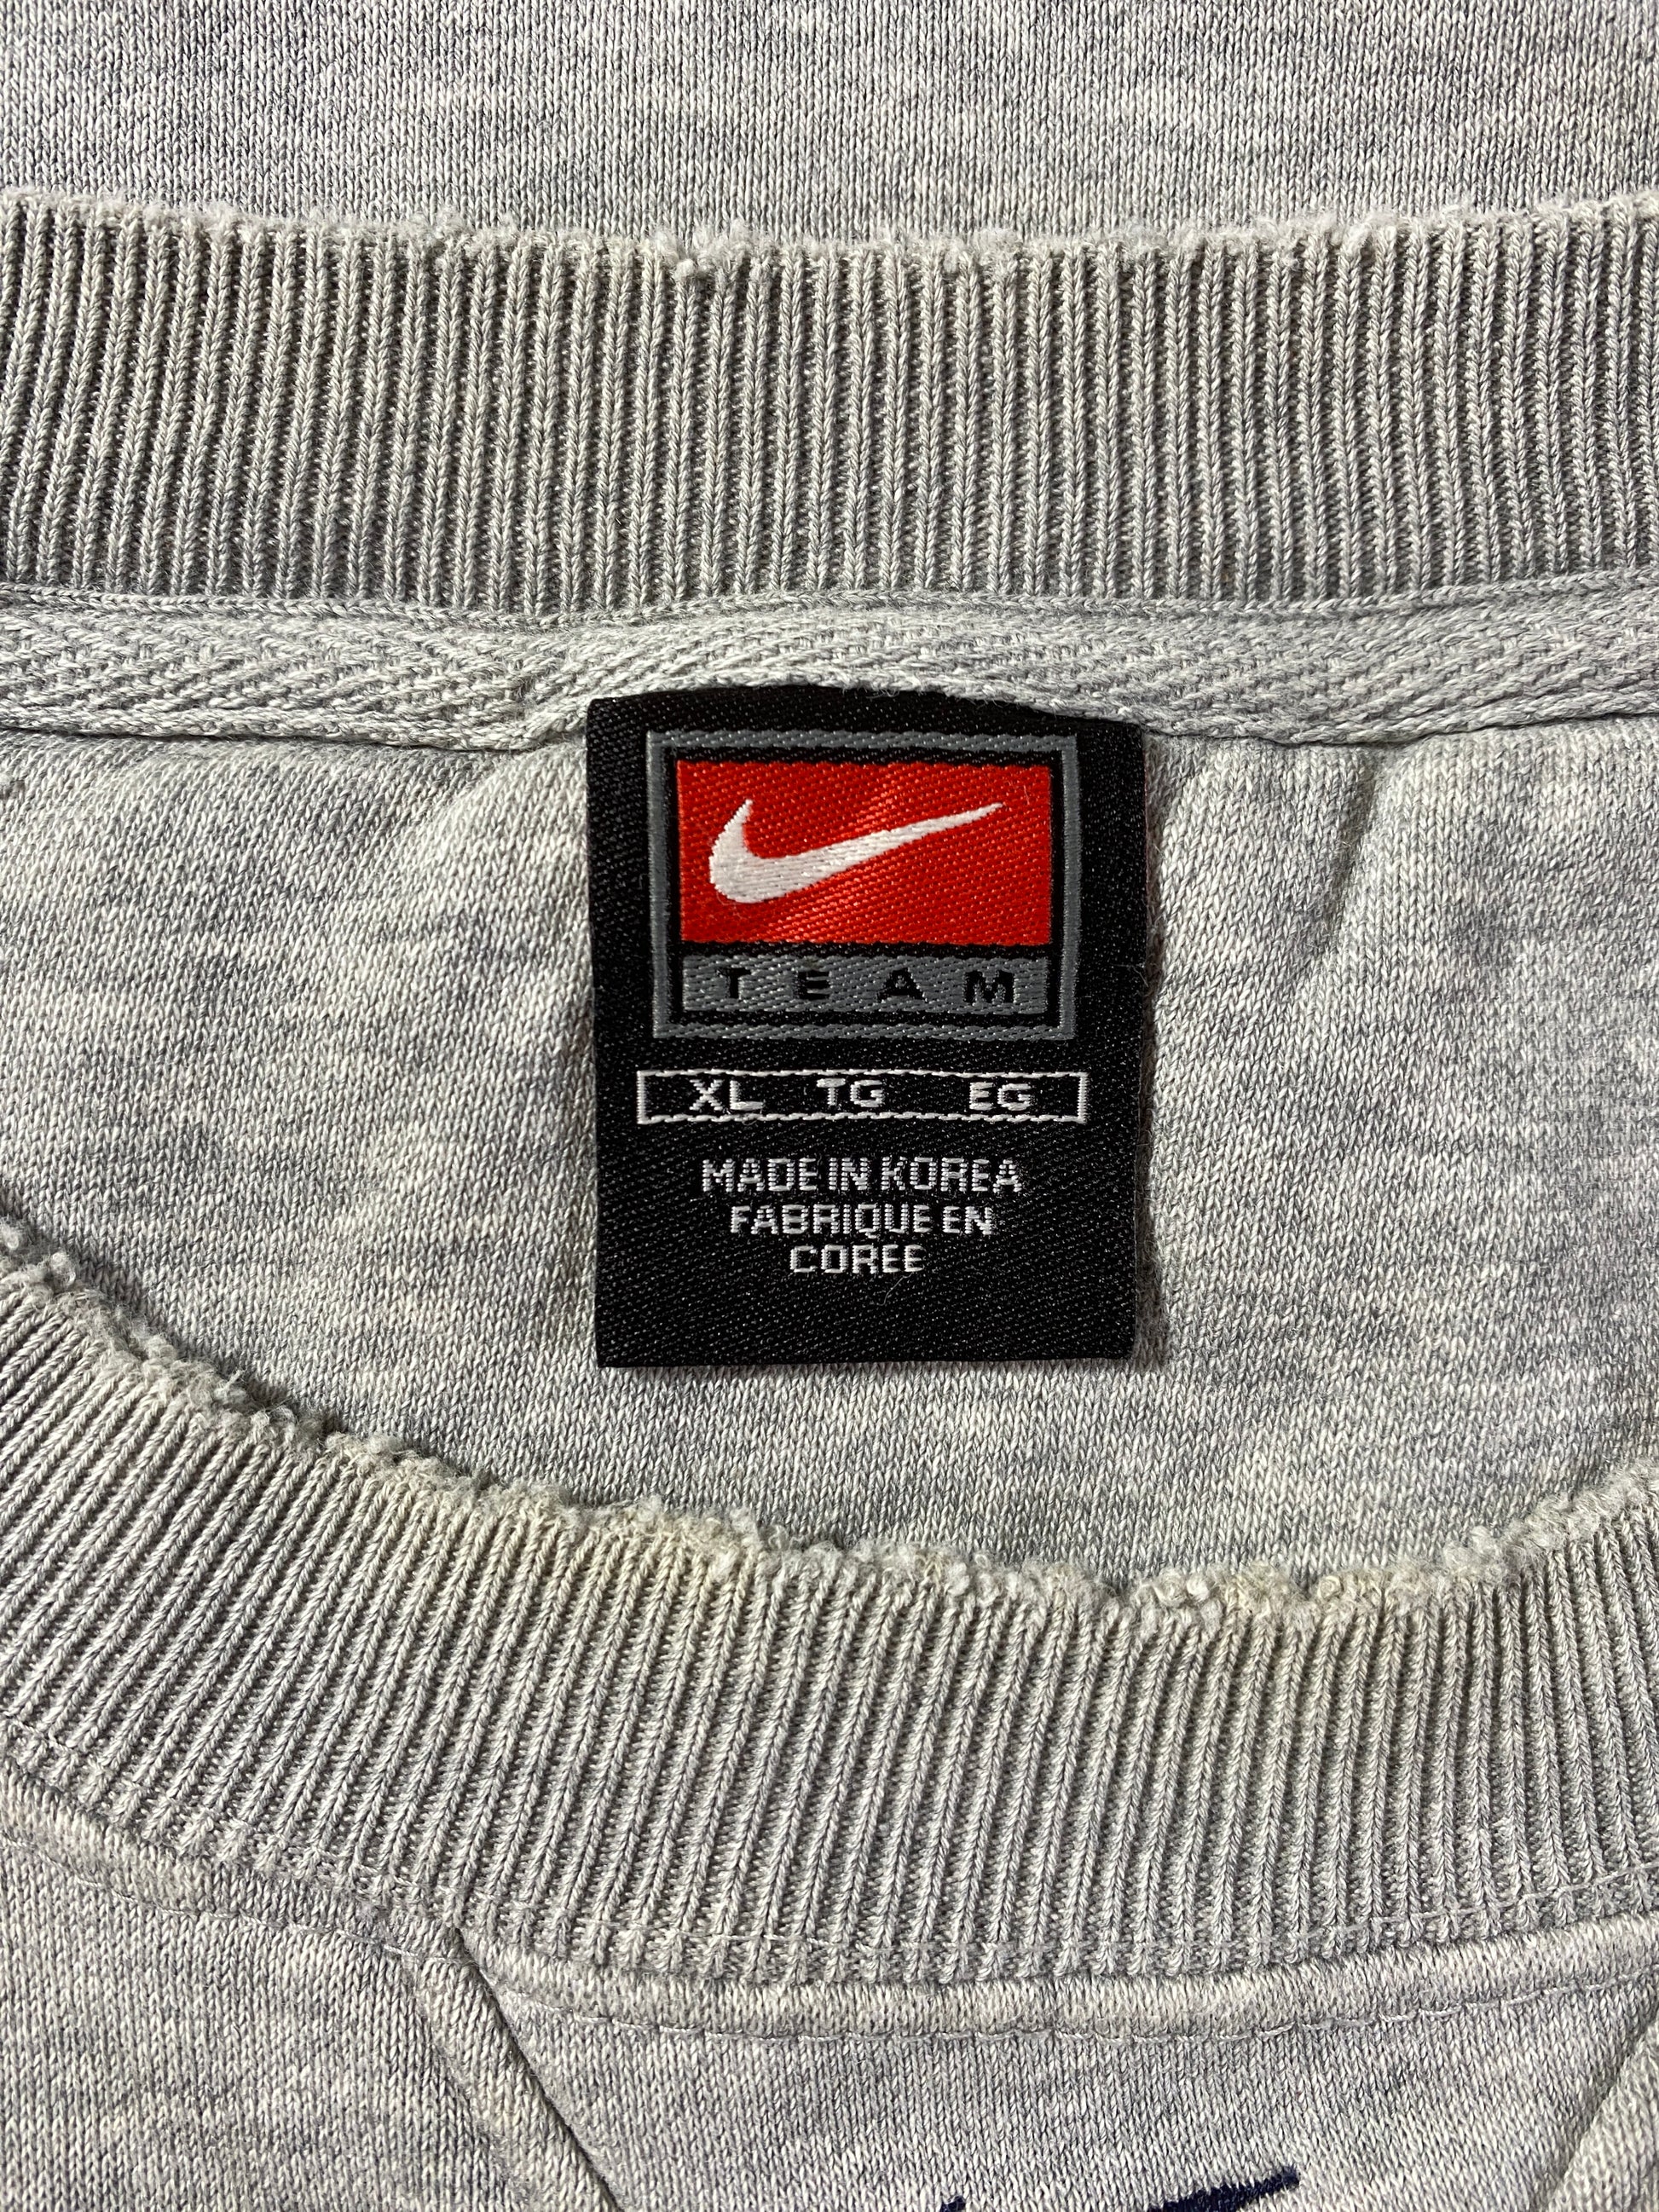 TEAM
XL TG EG
MADE IN KOREA
FABRIQUE EN
COREE